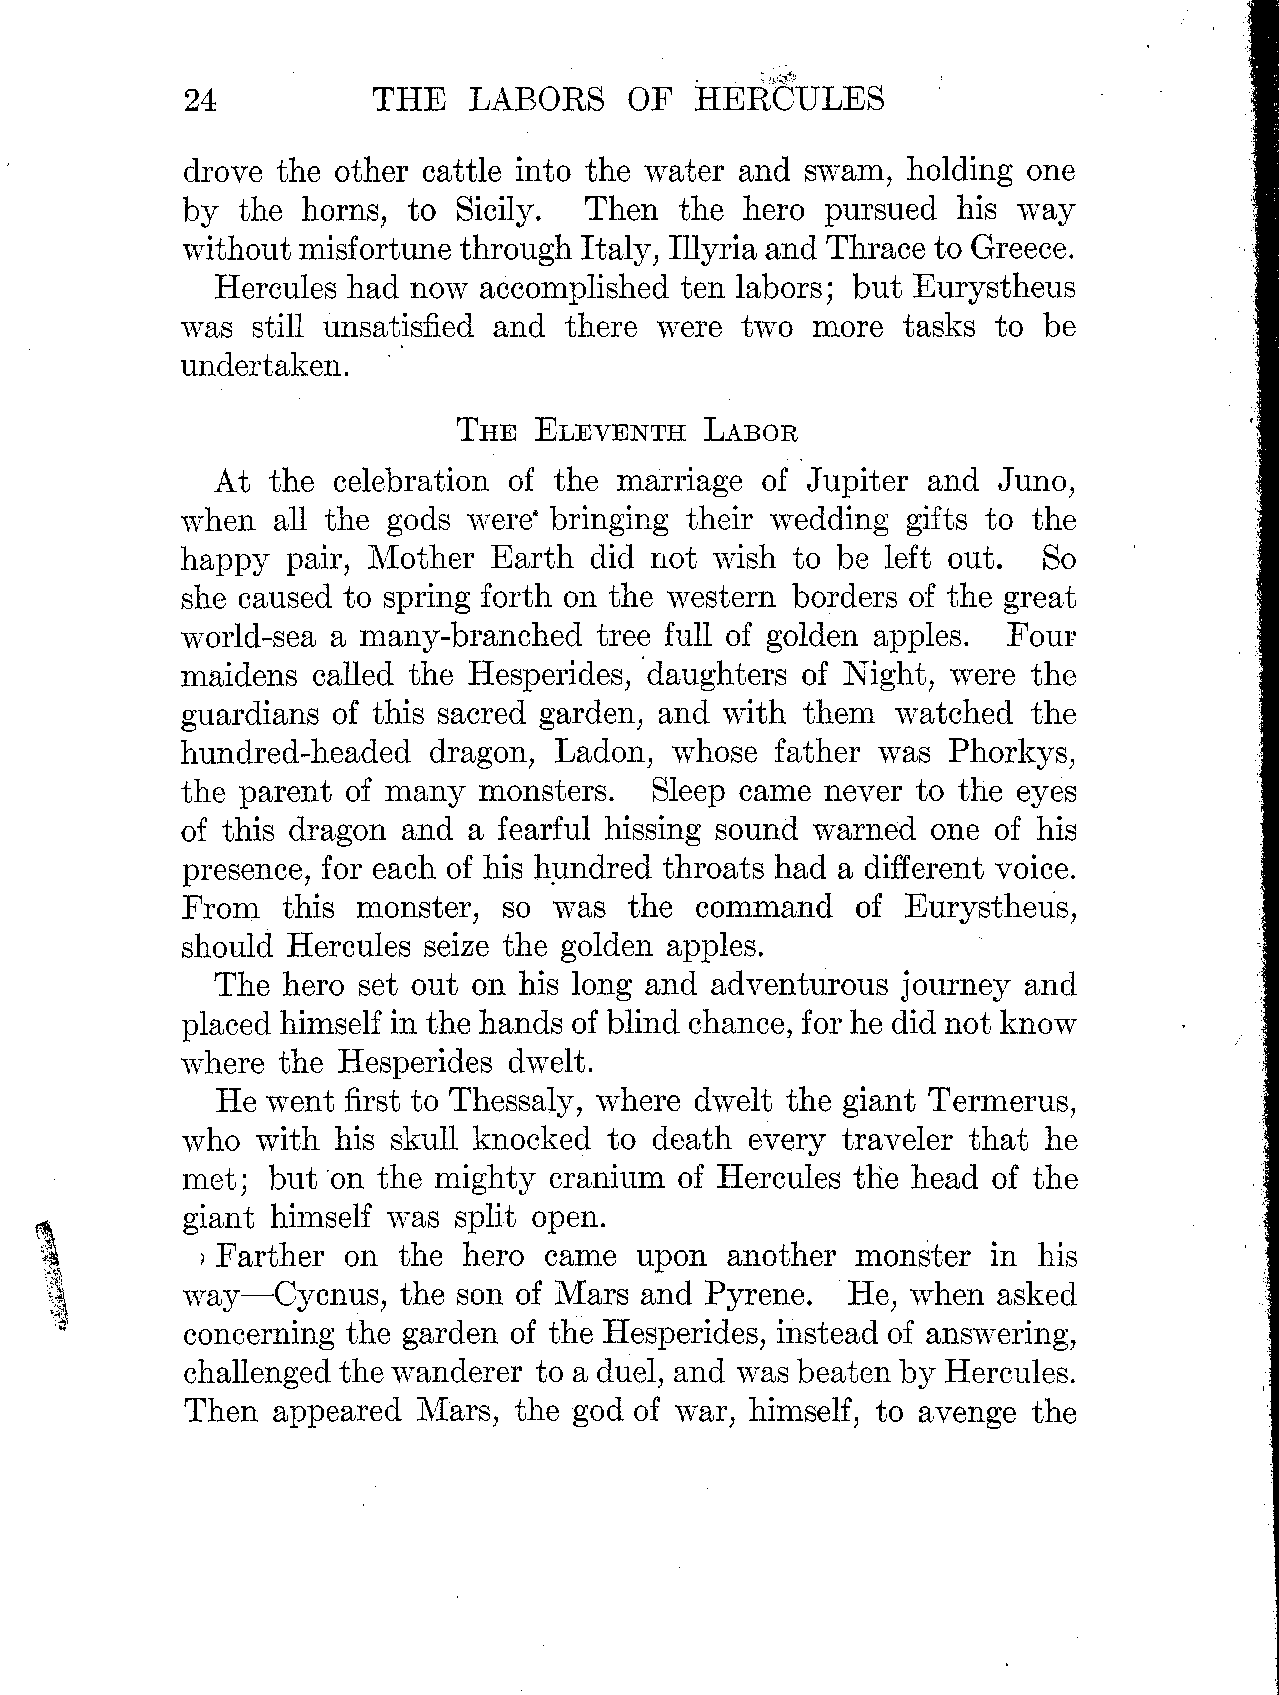 24 THE LABORS OF HERCULES
drove the other cattle into the water and swam, holding one
by the horns, to Sicily. Then the hero pursued his way
without misfortune through Italy, Illyria and Thrace to Greece.
Hercules had now accomplished ten labors; but Eurystheus
was still unsatisfied and there were two more tasks to be
undertaken.
THE ELEVENTH LABOR
At the celebration of the marriage of Jupiter and Juno,
when all the gods were bringing their wedding gifts to the
happy pair, Mother Earth did not wish to be left out. So
she caused to spring forth on the western borders of the great
world-sea a many-branched tree full of golden apples. Four
maidens called the Hesperides, daughters of Night, were the
guardians of this sacred garden, and with them watched the
hundred-headed dragon, Ladon, whose father was Phorkys,
the parent of many monsters. Sleep came never to the eyes
of this dragon and a fearful hissing sound warned one of his
presence, for each of his hundred throats had a different voice.
From this monster, so was the command of Eurystheus,
should Hercules seize the golden apples.
The hero set out on his long and adventurous journey and
placed himself in the hands of blind chance, for he did not know
where the Hesperides dwelt.
He went first to Thessaly, where dwelt the giant Termerus,
who with his skull knocked to death every traveler that he
met; but on the mighty cranium of Hercules the head of the
giant himself was split open.
Farther on the hero came upon another monster in his
way—Cycnus, the son of Mars and Pyrene. He, when asked
concerning the garden of the Hesperides, instead of answering,
challenged the wanderer to a duel, and was beaten by Hercules.
Then appeared Mars, the god of war, himself, to avenge the